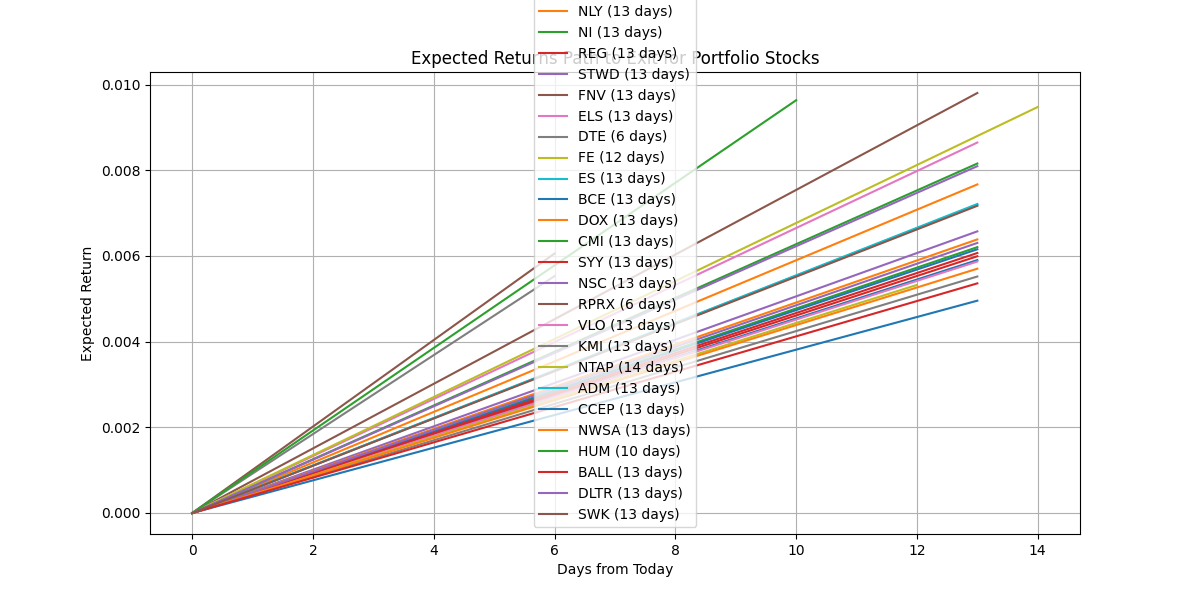 NLY (13 days)
NI (13 days)
REG (13 days)
Expected Returns Path to Exit for Portfolio Stocks
STWD (13 days)
FNV (13 days)
ELS (13 days)
DTE (6 days)
FE (12 days)
ES (13 days)
BCE (13 days)
DOX (13 days)
CMI (13 days)
SYY (13 days)
NSC (13 days)
RPRX (6 days)
VLO (13 days)
KMI (13 days)
NTAP (14 days)
ADM (13 days)
CCEP (13 days)
NWSA (13 days)
HUM (10 days)
BALL (13 days)
DLTR (13 days)
SWK (13 days)
0.010
0.008
0.006
0.004
0.002
0.000
Expected Return
0 2 4 6 8 10 12 14
Days from Today